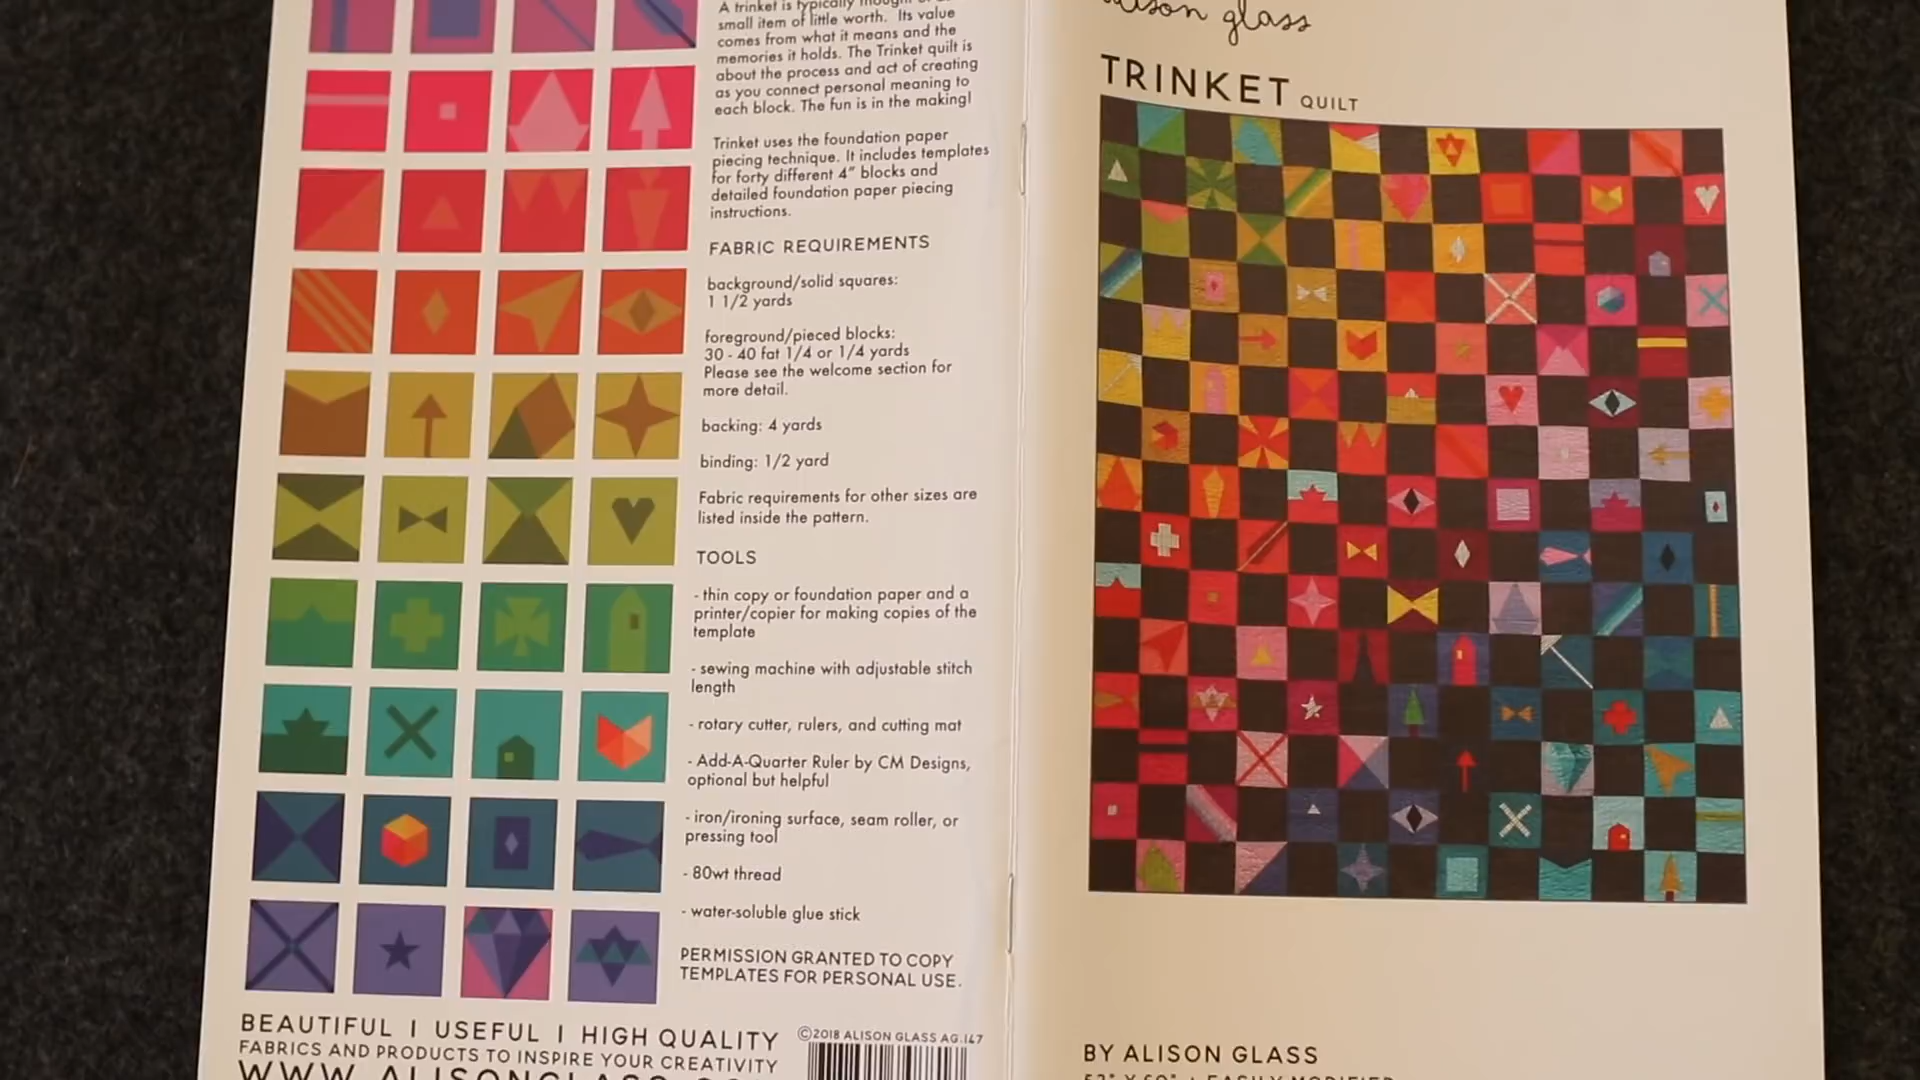 A trinket is typically thought of as
small item of little worth. Its value
comes from what it means and the
memories it holds. The Trinket quilt is
about the process and act of creating
as you connect personal meaning to
each block. The fun is in the making!
Trinket uses the foundation paper
piecing technique. It includes templates
for forty different 4" blocks and
detailed foundation paper piecing
instructions.
FABRIC REQUIREMENTS
background/solid squares:
1 1/2 yards
foreground/pieced blocks:
30 - 40 fat 1/4 or 1/4 yards
Please see the welcome section for
more detail.
backing: 4 yards
binding: 1/2 yard
Fabric requirements for other sizes are
listed inside the pattern.
TOOLS
- thin copy or foundation paper and a
printer/copier for making copies of the
template
- sewing machine with adjustable stitch
length
- rotary cutter, rulers, and cutting mat
- Add-A-Quarter Ruler by CM Designs,
optional but helpful
- iron/ironing surface, seam roller, or
pressing tool
- 80wt thread
- water-soluble glue stick
PERMISSION GRANTED TO COPY
TEMPLATES FOR PERSONAL USE.
BEAUTIFUL | USEFUL | HIGH QUALITY
FABRICS AND PRODUCTS TO INSPIRE YOUR CREATIVITY
©2018 ALISON GLASS AG.147
alison glass
TRINKET QUILT
BY ALISON GLASS